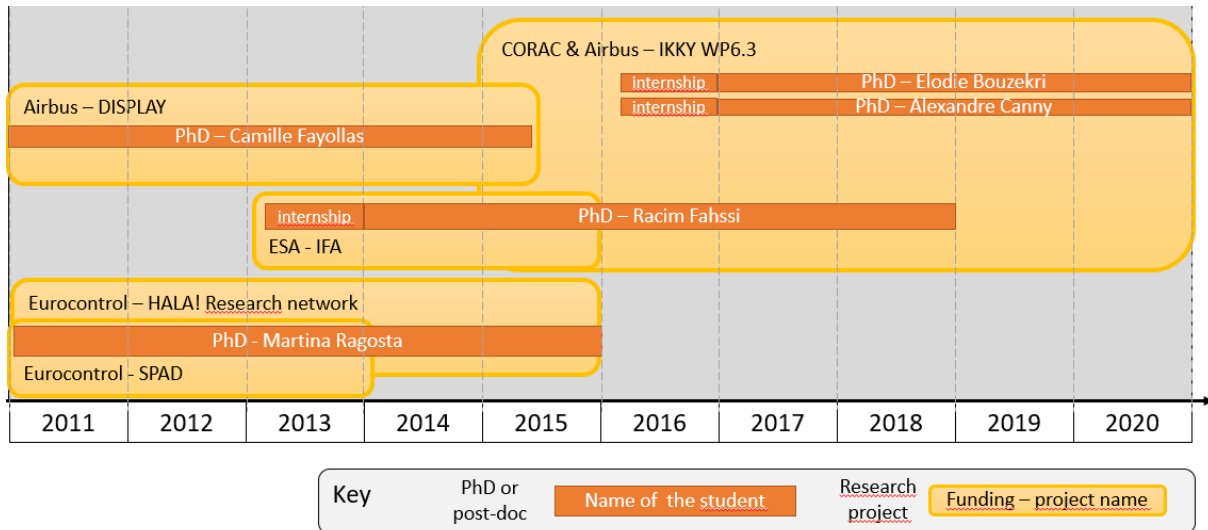 CORAC & Airbus – IKKY WP6.3
internship PhD – Elodie Bouzekri
internship PhD – Alexandre Canny
Airbus – DISPLAY
PhD – Camille Fayollas
internship PhD – Racim Fahssi
ESA - IFA
Eurocontrol – HALA! Research network
PhD - Martina Ragosta
Eurocontrol - SPAD
2011 2012 2013 2014 2015 2016 2017 2018 2019 2020
Key
PhD or
post-doc
Name of the student
Research
project
Funding – project name